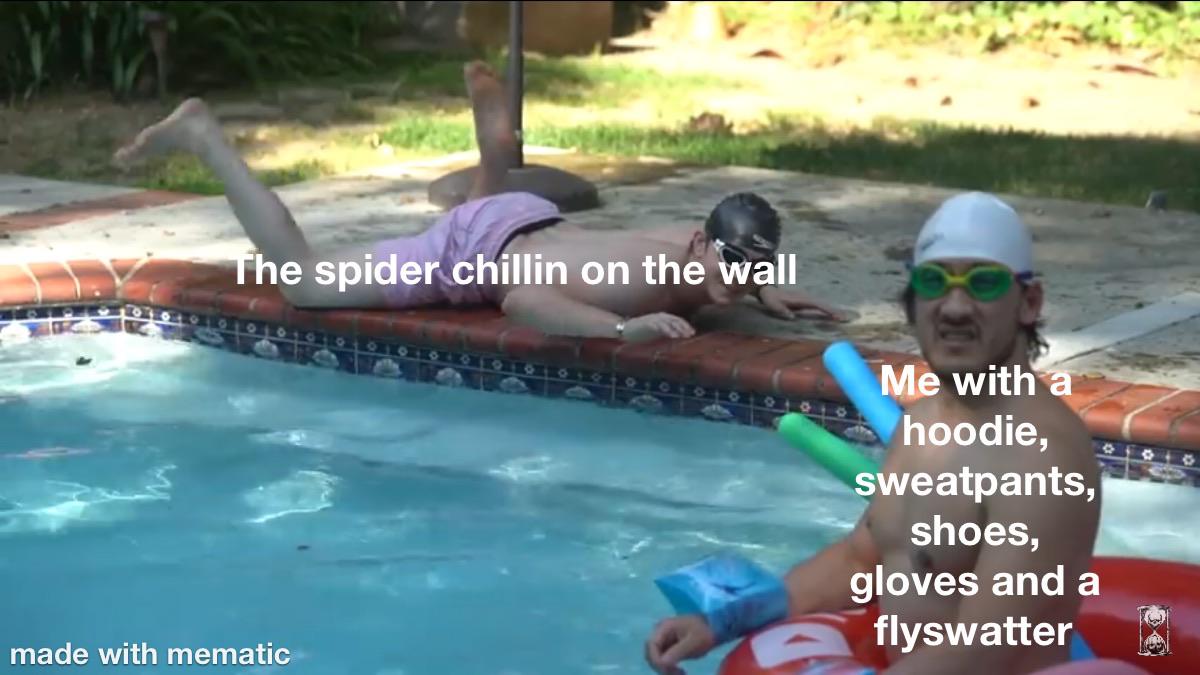 The spider chillin on the wall
Me with a
hoodie,
sweatpants,
shoes,
gloves and a
flyswatter
made with mematic